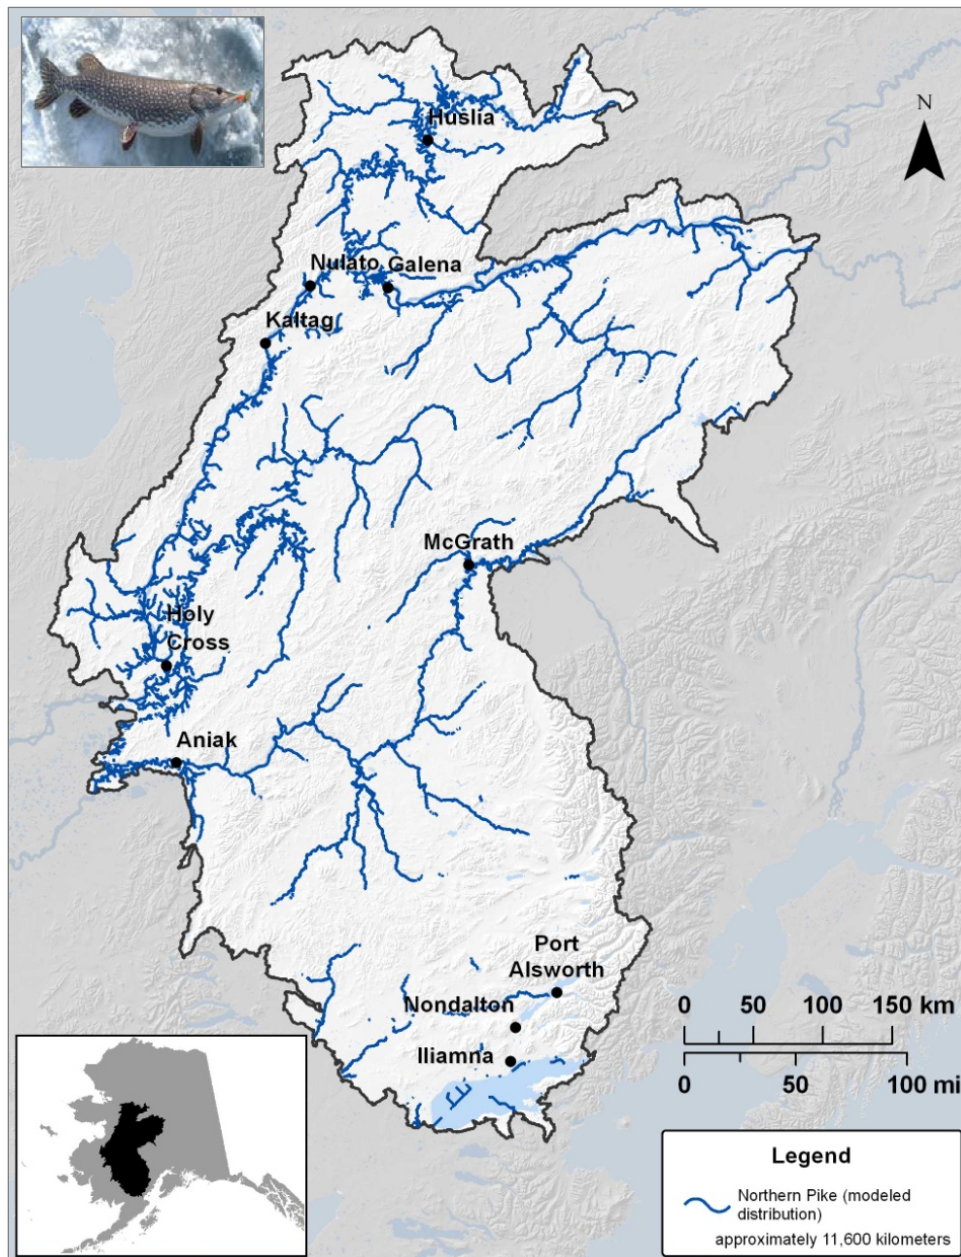 N
Huslia
Nulato
Galena
Kaltag
McGrath
Holy
Cross
Aniak
Port
Alsworth
Nondalton
Iliamna
0 50 100 150 km
0 50 100 mi
Legend
Northern Pike (modeled
distribution)
approximately 11,600 kilometers